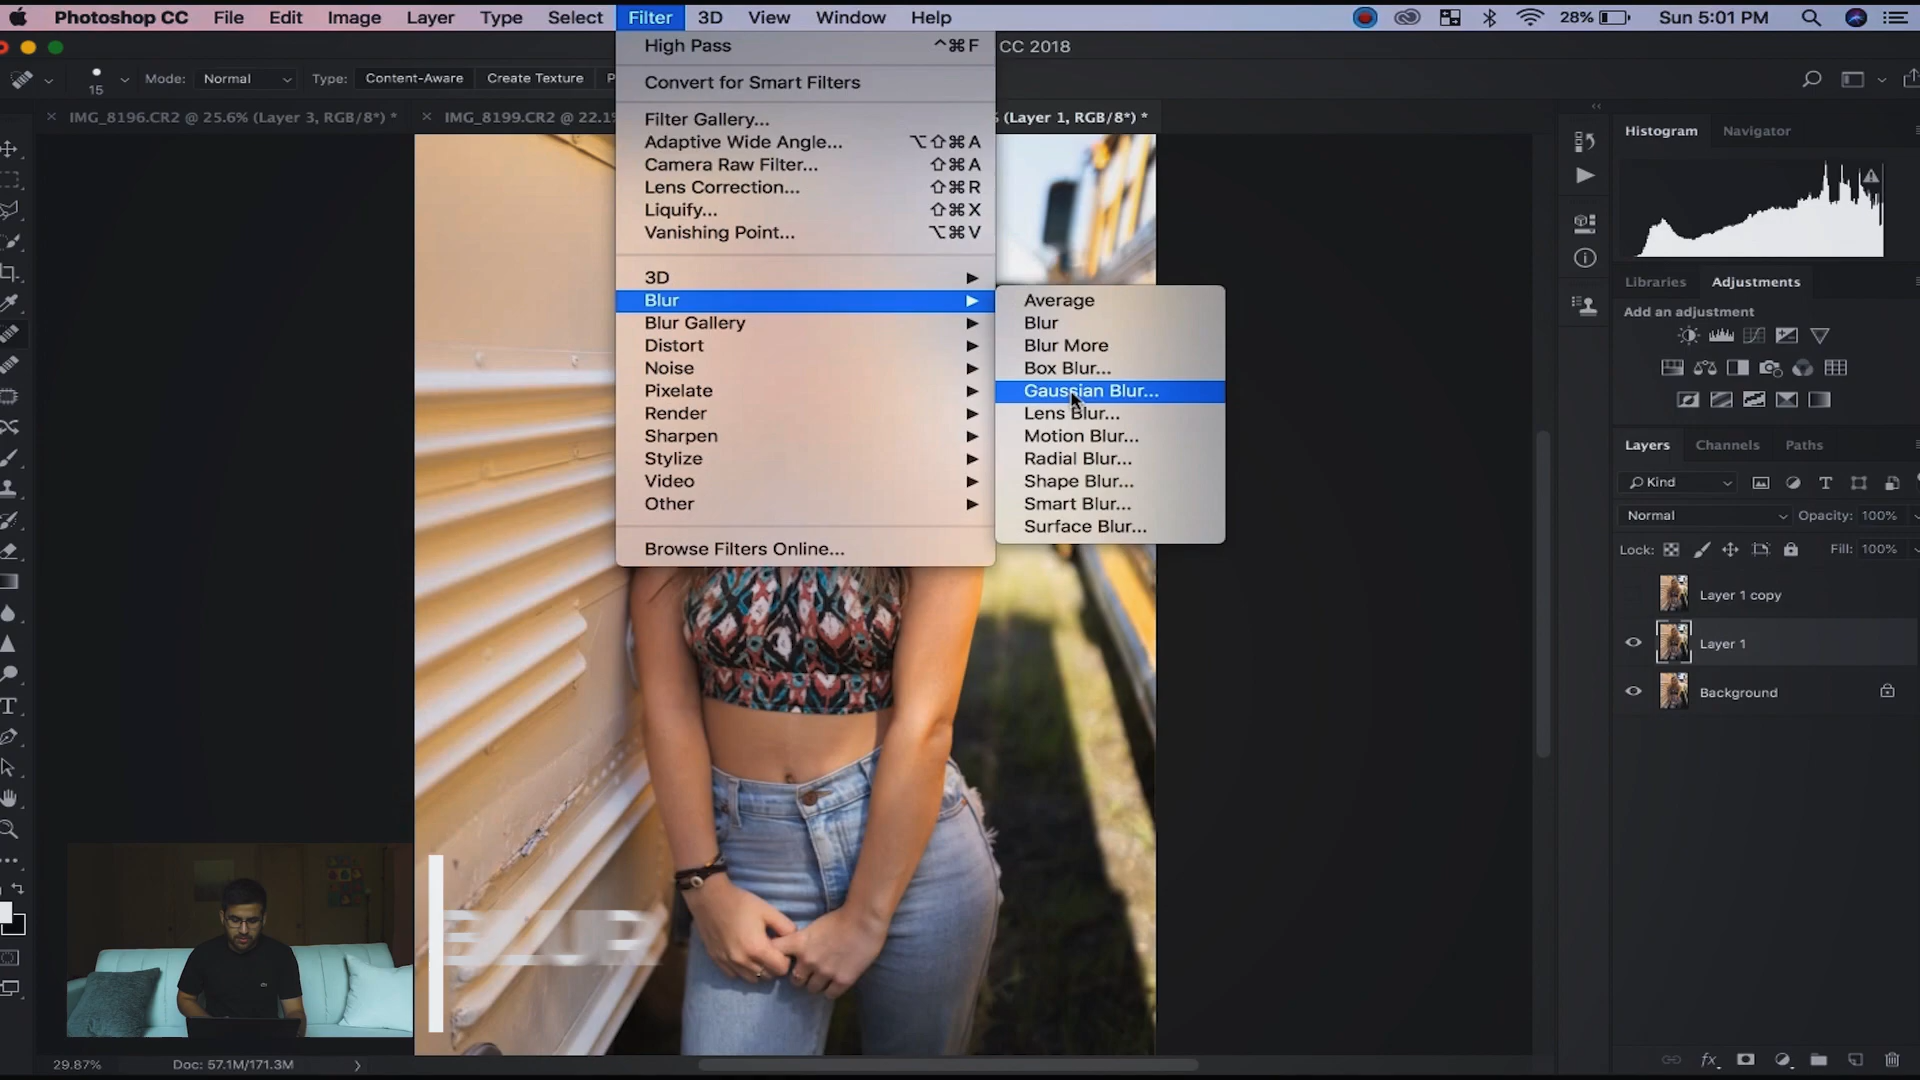 Photoshop CC File Edit Image Layer Type Select Filter 3D View Window Help 28% Sun 5:01 PM
High Pass ^⌘F
CC 2018
Convert for Smart Filters
15 Mode: Normal Type: Content-Aware Create Texture P
Filter Gallery...
IMG_8196.CR2 @ 25.6% (Layer 3, RGB/8*) * IMG_8199.CR2 @ 22.1% (Layer 1, RGB/8*) *
Adaptive Wide Angle... ⌥⇧⌘A
Camera Raw Filter... ⇧⌘A
Lens Correction... ⇧⌘R
Liquify... ⇧⌘X
Vanishing Point... ⌥⌘V
3D
Blur
Blur Gallery
Distort
Noise
Pixelate
Render
Sharpen
Stylize
Video
Other
Browse Filters Online...
Average
Blur
Blur More
Box Blur...
Gaussian Blur...
Lens Blur...
Motion Blur...
Radial Blur...
Shape Blur...
Smart Blur...
Surface Blur...
Histogram Navigator
Libraries Adjustments
Add an adjustment
Layers Channels Paths
Kind
Normal Opacity: 100%
Lock: Fill: 100%
Layer 1 copy
Layer 1
Background
fx
BLUR
29.87% Doc: 57.1M/171.3M